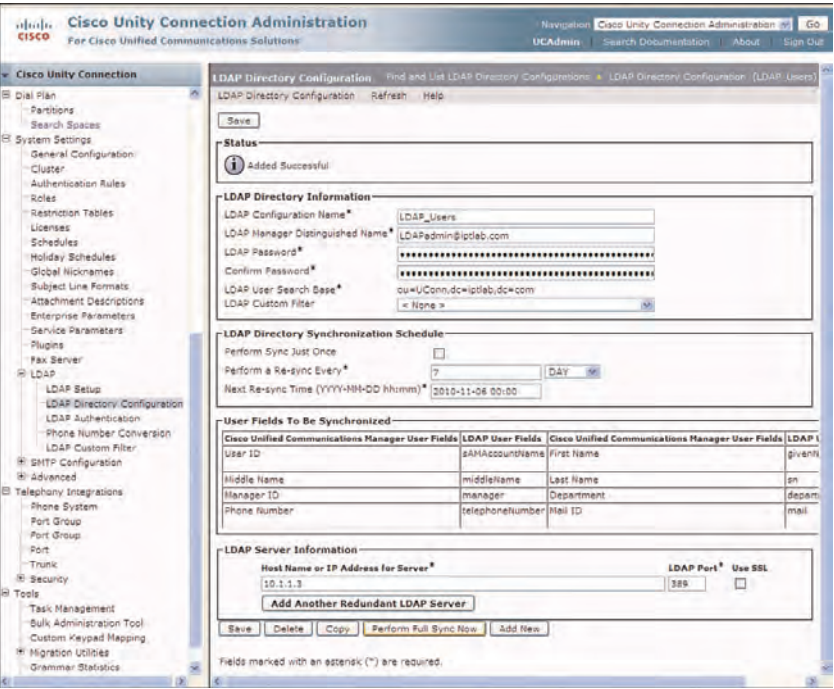 cisco
Cisco Unity Connection Administration
For Cisco Unified Communications Solutions
Navigation Cisco Unity Connection Administration Go
UCAdmin Search Documentation About Sign Out
Cisco Unity Connection
Dial Plan
Partitions
Search Spaces
System Settings
General Configuration
Cluster
Authentication Rules
Roles
Restriction Tables
Licenses
Schedules
Holiday Schedules
Global Nicknames
Subject Line Formats
Attachment Descriptions
Enterprise Parameters
Service Parameters
Plugins
Fax Server
LDAP
LDAP Setup
LDAP Directory Configuration
LDAP Authentication
Phone Number Conversion
LDAP Custom Filter
SMTP Configuration
Advanced
Telephony Integrations
Phone System
Port Group
Port Group
Port
Trunk
Security
Tools
Task Management
Bulk Administration Tool
Custom Keypad Mapping
Migration Utilities
Grammar Statistics
LDAP Directory Configuration Find and List LDAP Directory Configurations LDAP Directory Configuration (LDAP_Users)
LDAP Directory Configuration Refresh Help
Save
Status
Added Successful
LDAP Directory Information
LDAP Configuration Name* LDAP_Users
LDAP Manager Distinguished Name* LDAPadmin@iptlab.com
LDAP Password*
Confirm Password*
LDAP User Search Base* ou=UConn,dc=iptlab,dc=com
LDAP Custom Filter < None >
LDAP Directory Synchronization Schedule
Perform Sync Just Once
Perform a Re-sync Every* 7 DAY
Next Re-sync Time (YYYY-MM-DD hh:mm)* 2010-11-06 00:00
User Fields To Be Synchronized
Cisco Unified Communications Manager User Fields LDAP User Fields Cisco Unified Communications Manager User Fields LDAP U
User ID sAMAccountName First Name givenN
Middle Name middleName Last Name sn
Manager ID manager Department depart
Phone Number telephoneNumber Mail ID mail
LDAP Server Information
Host Name or IP Address for Server* LDAP Port* Use SSL
10.1.1.3 389
Add Another Redundant LDAP Server
Save Delete Copy Perform Full Sync Now Add New
Fields marked with an asterisk (*) are required.